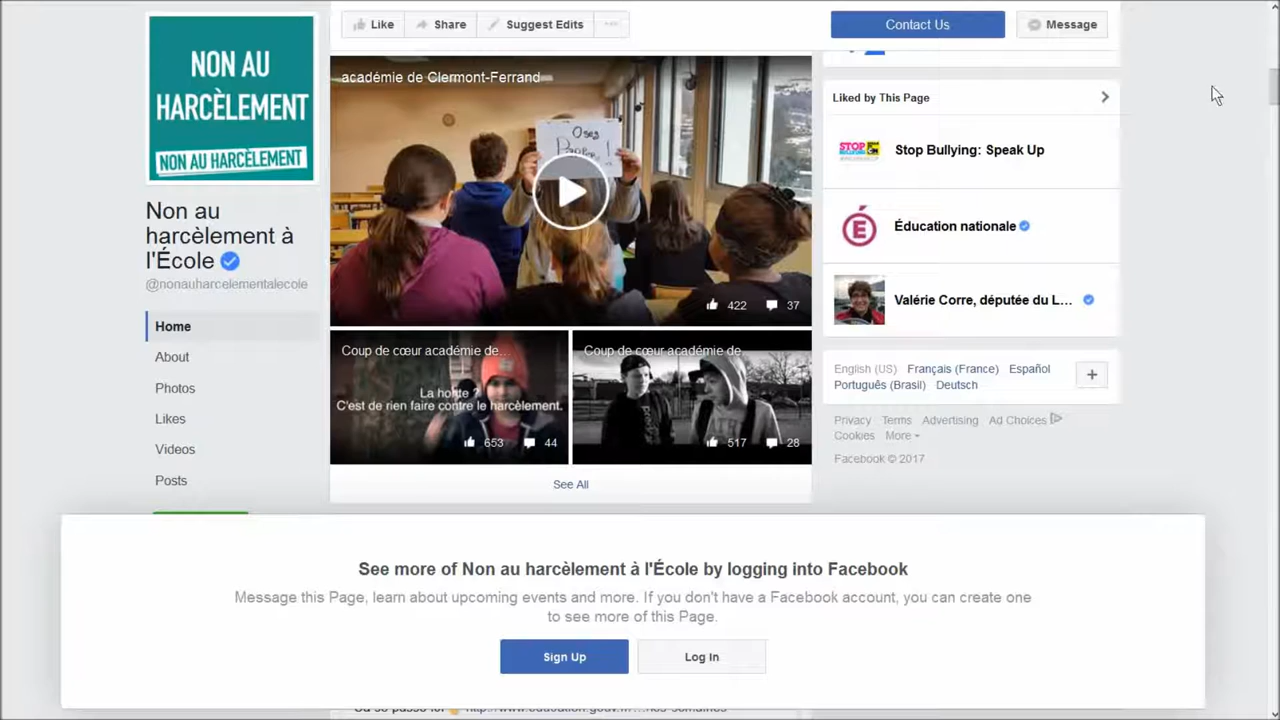 Like Share Suggest Edits
Contact Us Message
NON AU
HARCÈLEMENT
NON AU HARCÈLEMENT
Non au
harcèlement à
l'École
@nonauharcelementalecole
Home
About
Photos
Likes
Videos
Posts
académie de Clermont-Ferrand
Osez
422 37
Coup de cœur académie de...
La honte ?
C'est de rien faire contre le harcèlement.
653 44
Coup de cœur académie de...
517 28
See All
Liked by This Page
STOP
Stop Bullying: Speak Up
Éducation nationale
Valérie Corre, députée du L...
English (US) Français (France) Español
Português (Brasil) Deutsch
Privacy Terms Advertising Ad Choices
Cookies More
Facebook © 2017
See more of Non au harcèlement à l'École by logging into Facebook
Message this Page, learn about upcoming events and more. If you don't have a Facebook account, you can create one
to see more of this Page.
Sign Up Log In